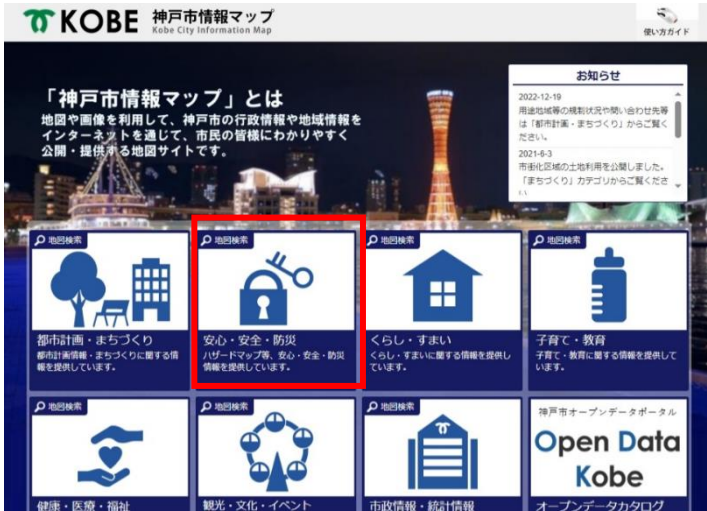 KOBE 神戸市情報マップ
Kobe City Information Map
使い方ガイド
「神戸市情報マップ」とは
地図や画像を利用して、神戸市の行政情報や地域情報を
インターネットを通じて、市民の皆様にわかりやすく
公開・提供する地図サイトです。
お知らせ
2022-12-19
用途地域等の規制状況や問い合わせ先等
は「都市計画・まちづくり」からご覧く
ださい。
2021-6-3
市街化区域の土地利用を公開しました。
「まちづくり」カテゴリからご覧くださ
い
地図検索
都市計画・まちづくり
都市計画情報・まちづくりに関する情
報を提供しています。
地図検索
安心・安全・防災
ハザードマップ等、安心・安全・防災
情報を提供しています。
地図検索
くらし・すまい
くらし・すまいに関する情報を提供し
ています。
地図検索
子育て・教育
子育て・教育に関する情報を提供して
います。
地図検索
健康・医療・福祉
地図検索
観光・文化・イベント
地図検索
市政情報・統計情報
神戸市オープンデータポータル
Open Data
Kobe
オープンデータカタログ